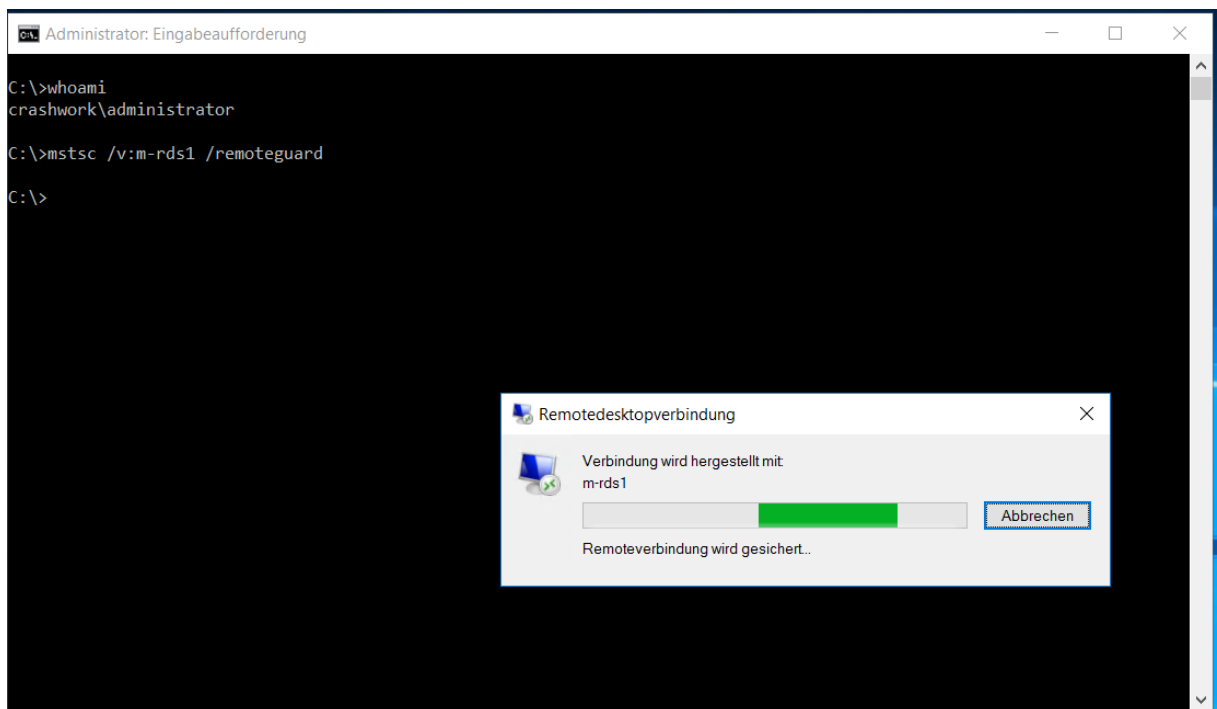 Administrator: Eingabeaufforderung
C:\>whoami
crashwork\administrator
C:\>mstsc /v:m-rds1 /remoteguard
C:\>
Remotedesktopverbindung
Verbindung wird hergestellt mit:
m-rds1
Abbrechen
Remoteverbindung wird gesichert...